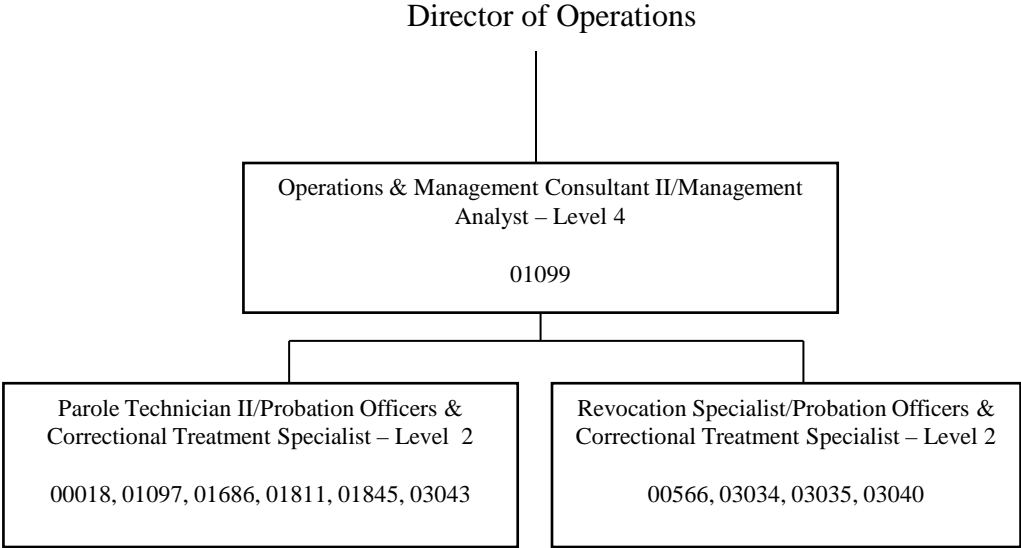 Director of Operations
Operations & Management Consultant II/Management
Analyst – Level 4
01099
Parole Technician II/Probation Officers &
Correctional Treatment Specialist – Level  2
00018, 01097, 01686, 01811, 01845, 03043
Revocation Specialist/Probation Officers &
Correctional Treatment Specialist – Level 2
00566, 03034, 03035, 03040